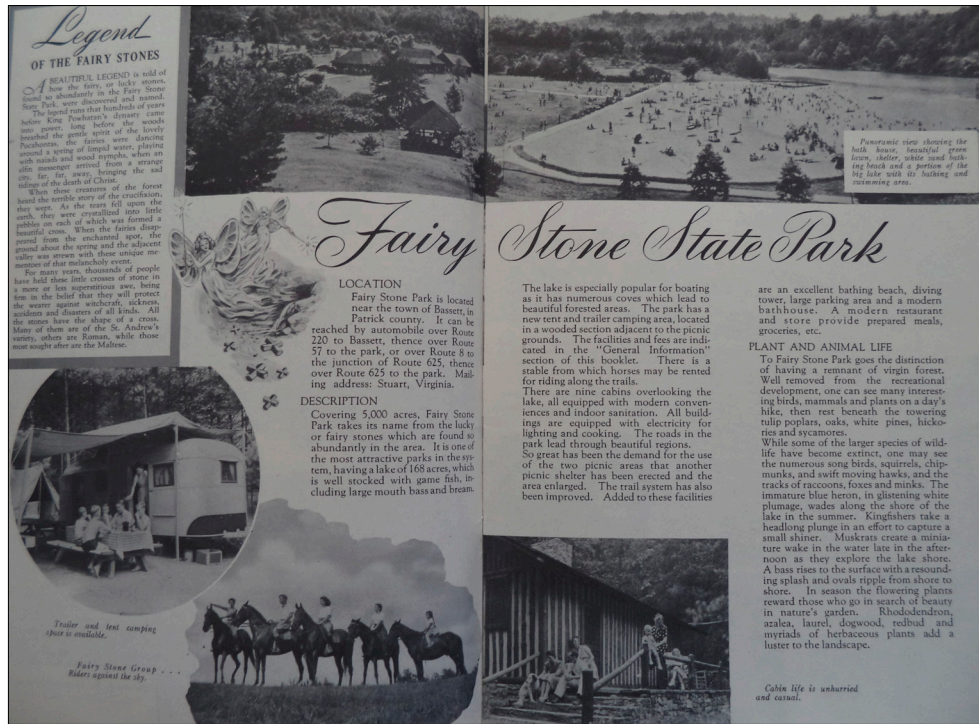 Legend
OF THE FAIRY STONES
A BEAUTIFUL LEGEND is told of
how the fairy, or lucky stones,
found so abundantly in the Fairy Stone
State Park, were discovered and named.
The legend runs that hundreds of years
before King Powhatan's dynasty came
into power, long before the woods
breathed the gentle spirit of the lovely
Pocahontas, the fairies were dancing
around a spring of limpid water, playing
with naiads and wood nymphs, when an
elfin messenger arrived from a strange
city, far, far, away, bringing the sad
tidings of the death of Christ.
When these creatures of the forest
heard the terrible story of the crucifixion,
they wept. As the tears fell upon the
earth, they were crystallized into little
pebbles on each of which was formed a
beautiful cross. When the fairies disap-
peared from the enchanted spot, the
ground about the spring and the adjacent
valley was strewn with these unique me-
mentoes of that melancholy event.
For many years, thousands of people
have held these little crosses of stone in
a more or less superstitious awe, being
firm in the belief that they will protect
the wearer against witchcraft, sickness,
accidents and disasters of all kinds. All
the stones have the shape of a cross.
Many of them are of the St. Andrew's
variety, others are Roman, while those
most sought after are the Maltese.
Panoramic view showing the
bath house, beautiful green
lawn, shelter, white sand bath-
ing beach and a portion of the
big lake with its bathing and
swimming area.
Fairy Stone State Park
LOCATION
Fairy Stone Park is located
near the town of Bassett, in
Patrick county. It can be
reached by automobile over Route
220 to Bassett, thence over Route
57 to the park, or over Route 8 to
the junction of Route 625, thence
over Route 625 to the park. Mail-
ing address: Stuart, Virginia.
DESCRIPTION
Covering 5,000 acres, Fairy Stone
Park takes its name from the lucky
or fairy stones which are found so
abundantly in the area. It is one of
the most attractive parks in the sys-
tem, having a lake of 168 acres, which
is well stocked with game fish, in-
cluding large mouth bass and bream.
The lake is especially popular for boating
as it has numerous coves which lead to
beautiful forested areas. The park has a
new tent and trailer camping area,
located in a wooded section adjacent to the picnic
grounds. The facilities and fees are indi-
cated in the "General Information"
section of this booklet. There is a
stable from which horses may be rented
for riding along the trails.
There are nine cabins overlooking the
lake, all equipped with modern conven-
iences and indoor sanitation. All build-
ings are equipped with electricity for
lighting and cooking. The roads in the
park lead through beautiful regions.
So great has been the demand for the use
of the two picnic areas that another
picnic shelter has been erected and the
area enlarged. The trail system has also
been improved. Added to these facilities
are an excellent bathing beach, diving
tower, large parking area and a modern
bathhouse. A modern restaurant
and store provide prepared meals,
groceries, etc.
PLANT AND ANIMAL LIFE
To Fairy Stone Park goes the distinction
of having a remnant of virgin forest.
Well removed from the recreational
development, one can see many interest-
ing birds, mammals and plants on a day's
hike, then rest beneath the towering
tulip poplars, oaks, white pines, hicko-
ries and sycamores.
While some of the larger species of wild-
life have become extinct, one may see
the numerous song birds, squirrels, chip-
munks, and swift moving hawks, and the
tracks of raccoons, foxes and minks. The
immature blue heron, in glistening white
plumage, wades along the shore of the
lake in the summer. Kingfishers take a
headlong plunge in an effort to capture a
small shiner. Muskrats create a minia-
ture wake in the water late in the after-
noon as they explore the lake shore.
A bass rises to the surface with a resound-
ing splash and ovals ripple from shore to
shore. In season the flowering plants
reward those who go in search of beauty
in nature's garden. Rhododendron,
azalea, laurel, dogwood, redbud and
myriads of herbaceous plants add a
luster to the landscape.
Trailer and tent camping
space is available.
Fairy Stone Group . . .
Riders against the sky.
Cabin life is unhurried
and casual.